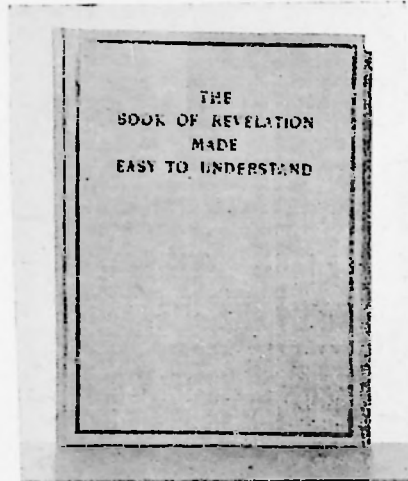 THE
BOOK OF REVELATION
MADE
EASY TO UNDERSTAND